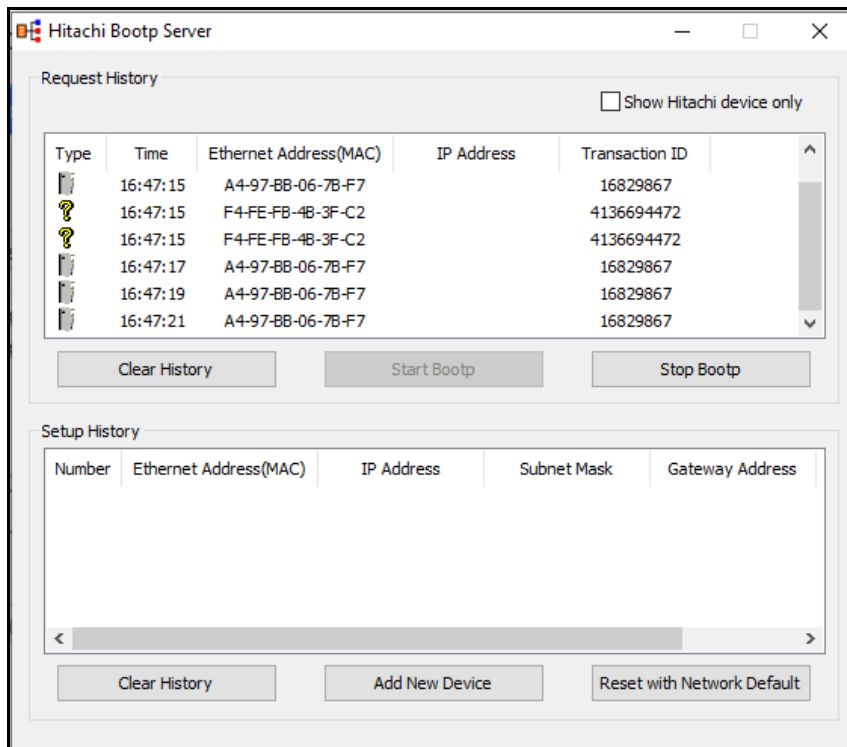 Hitachi Bootp Server
Request History
Show Hitachi device only
Type Time Ethernet Address(MAC) IP Address Transaction ID
16:47:15 A4-97-BB-06-7B-F7 16829867
16:47:15 F4-FE-FB-4B-3F-C2 4136694472
16:47:15 F4-FE-FB-4B-3F-C2 4136694472
16:47:17 A4-97-BB-06-7B-F7 16829867
16:47:19 A4-97-BB-06-7B-F7 16829867
16:47:21 A4-97-BB-06-7B-F7 16829867
Clear History Start Bootp Stop Bootp
Setup History
Number Ethernet Address(MAC) IP Address Subnet Mask Gateway Address
Clear History Add New Device Reset with Network Default